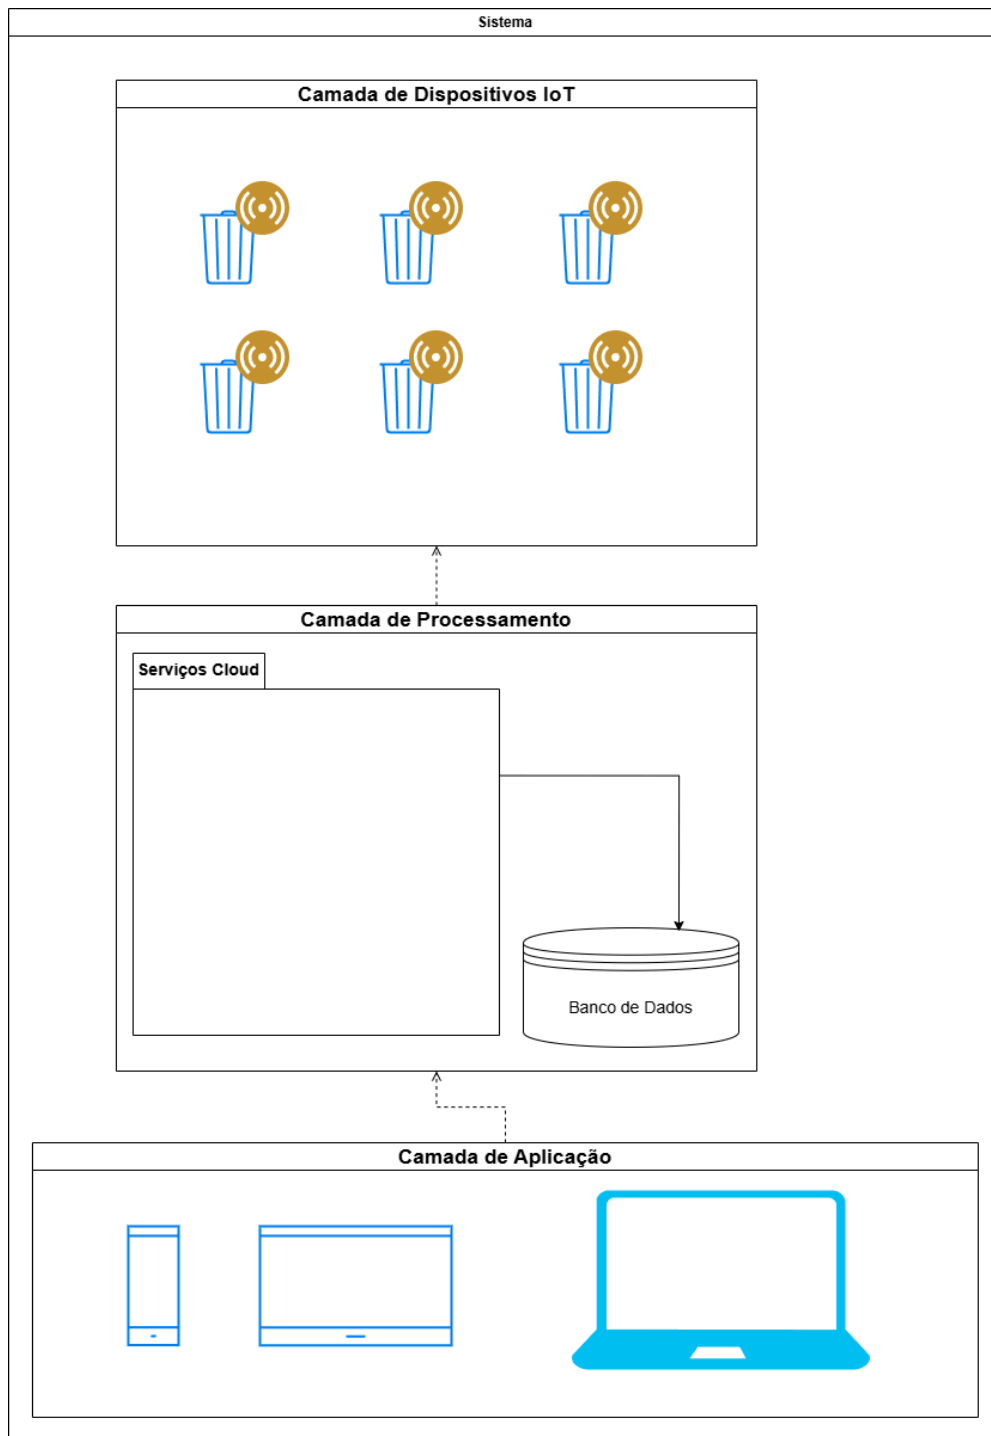 Sistema
Camada de Dispositivos IoT
Camada de Processamento
Serviços Cloud
Banco de Dados
Camada de Aplicação